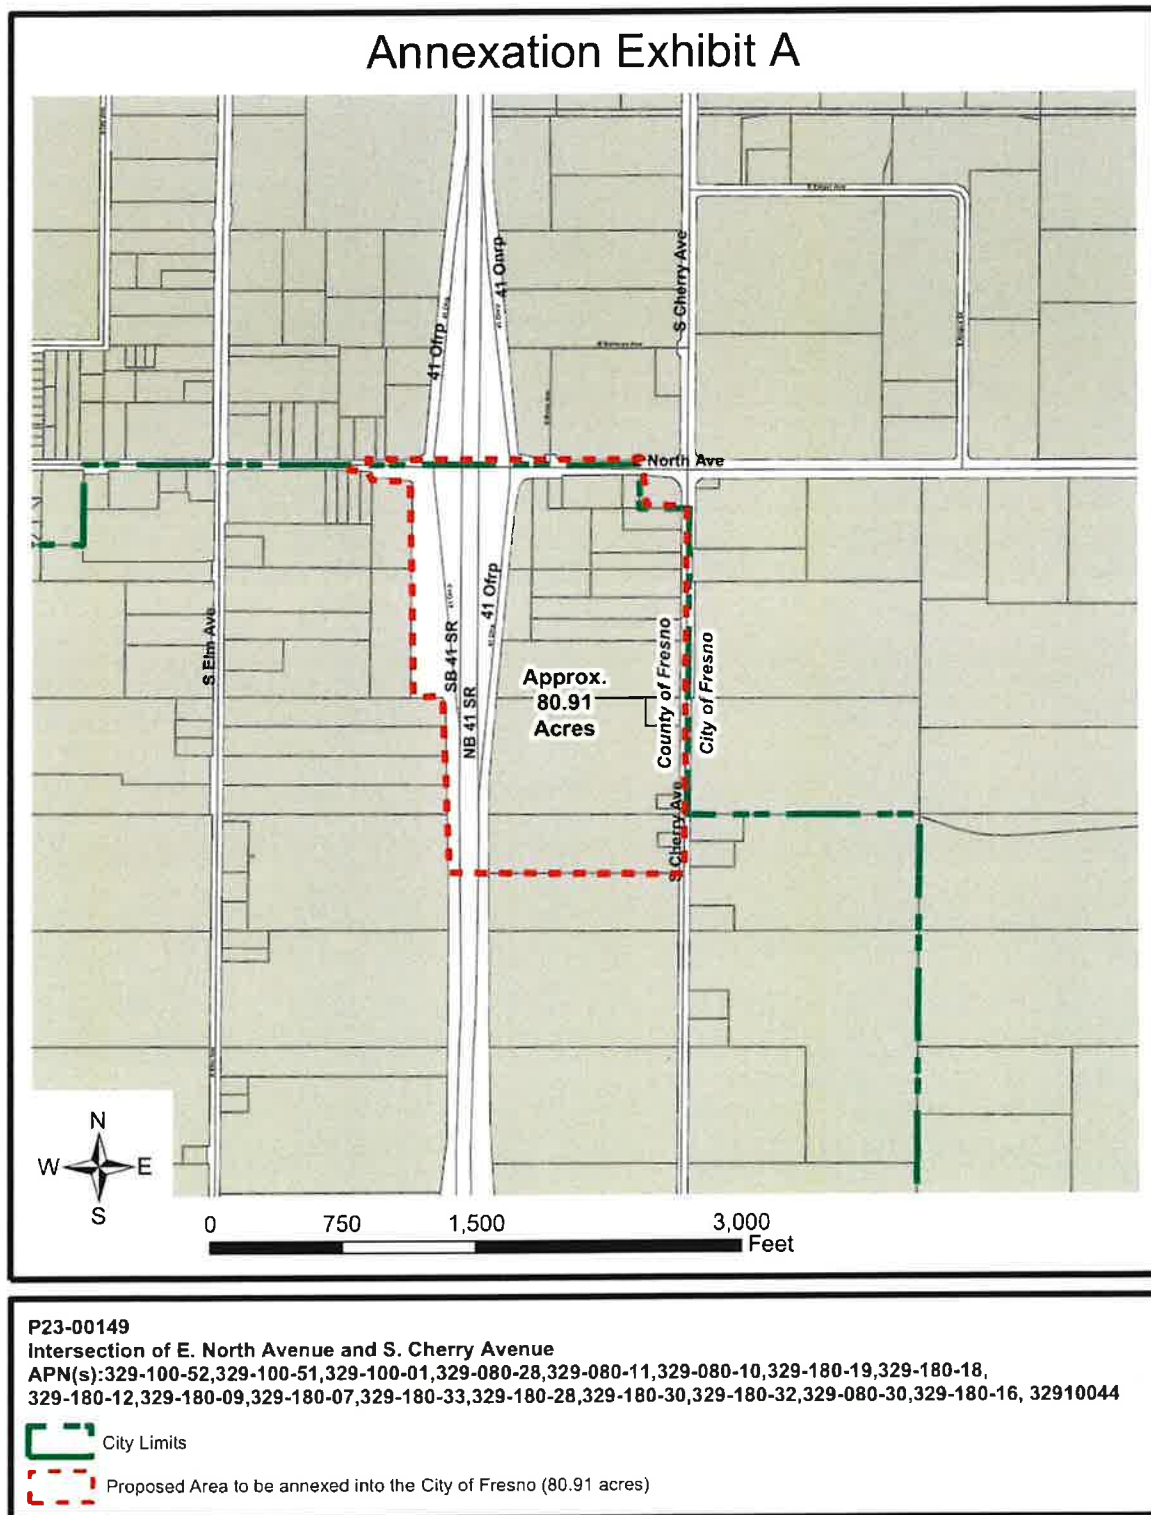 Annexation Exhibit A
41 Onrp
S Cherry Ave
41 Ofrp
E North Ave
41 Ofrp
SB 41 SR
NB 41 SR
S Elm Ave
Approx.
80.91
Acres
County of Fresno
City of Fresno
S Cherry Ave
N
W E
S
0 750 1,500 3,000
Feet
P23-00149
Intersection of E. North Avenue and S. Cherry Avenue
APN(s):329-100-52,329-100-51,329-100-01,329-080-28,329-080-11,329-080-10,329-180-19,329-180-18,
329-180-12,329-180-09,329-180-07,329-180-33,329-180-28,329-180-30,329-180-32,329-080-30,329-180-16, 32910044
City Limits
Proposed Area to be annexed into the City of Fresno (80.91 acres)